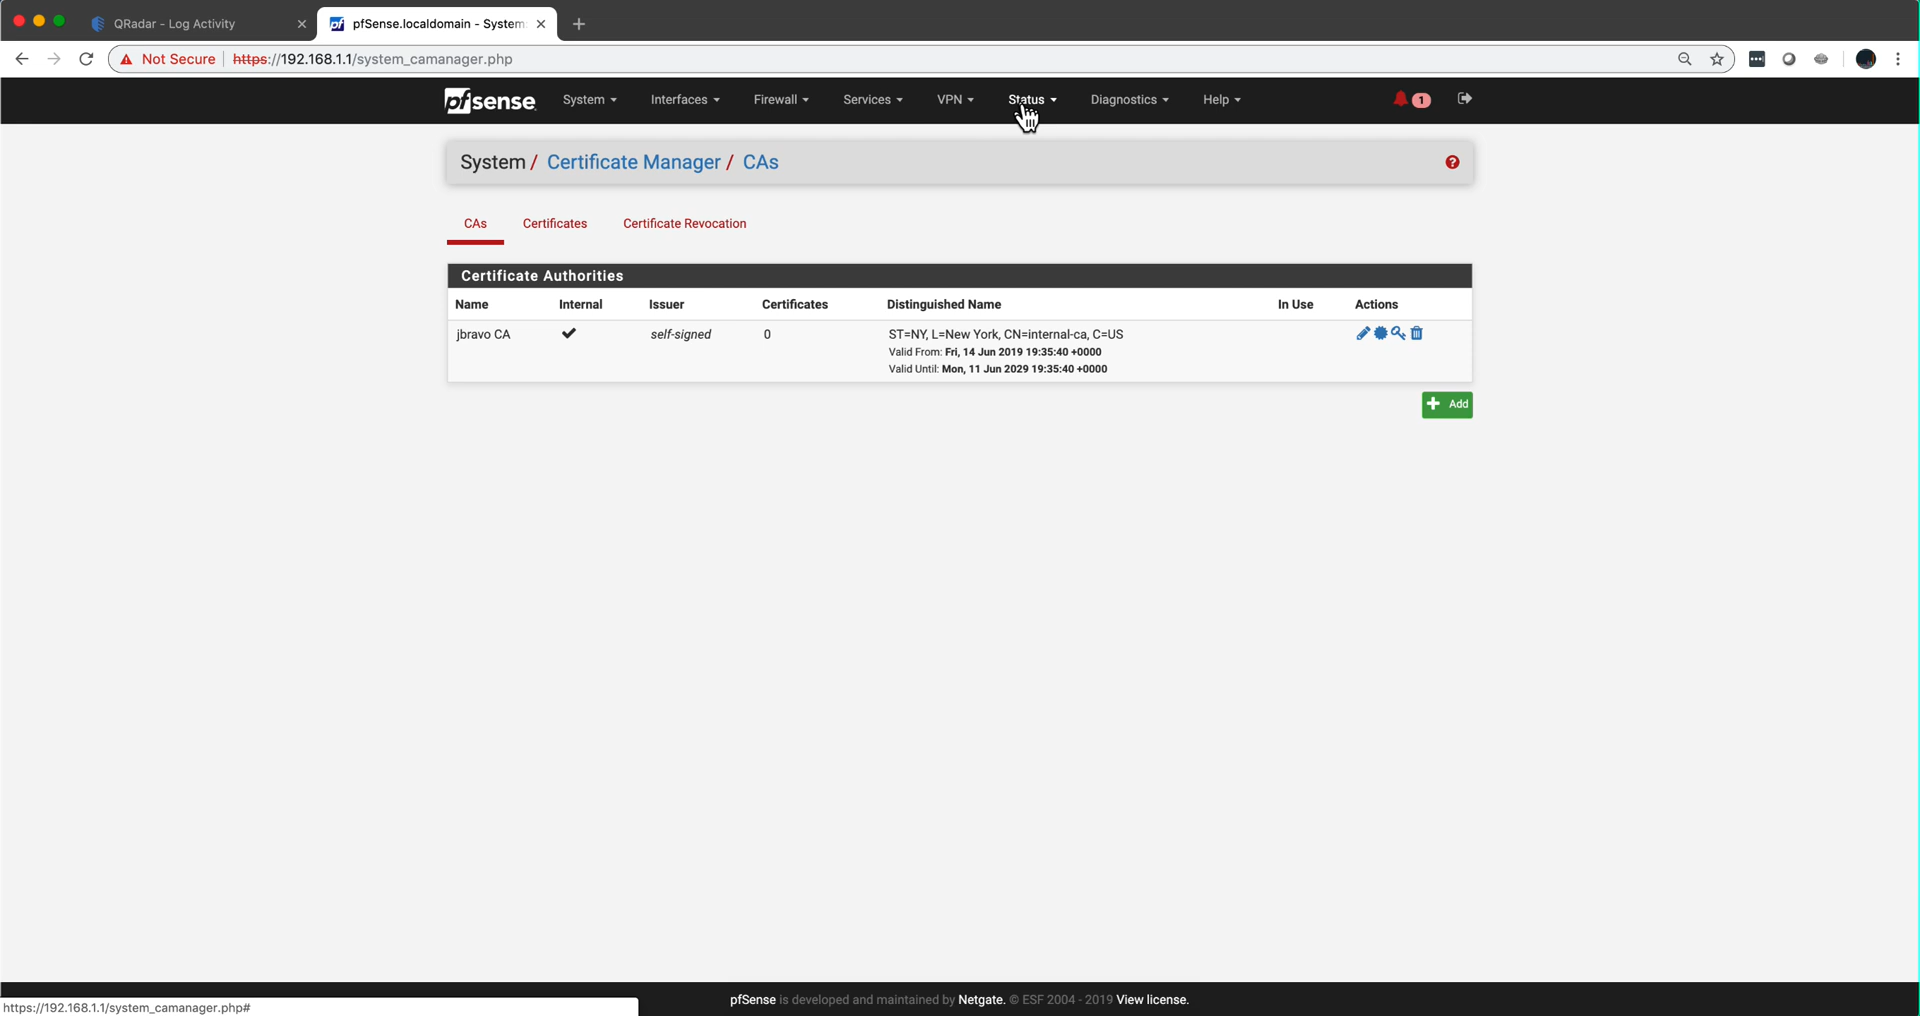 QRadar - Log Activity
pfSense.localdomain - System
Not Secure https://192.168.1.1/system_camanager.php
pfsense System Interfaces Firewall Services VPN Status Diagnostics Help 1
System / Certificate Manager / CAs
CAs Certificates Certificate Revocation
Certificate Authorities
Name Internal Issuer Certificates Distinguished Name In Use Actions
jbravo CA self-signed 0 ST=NY, L=New York, CN=internal-ca, C=US
Valid From: Fri, 14 Jun 2019 19:35:40 +0000
Valid Until: Mon, 11 Jun 2029 19:35:40 +0000
Add
pfSense is developed and maintained by Netgate. © ESF 2004 - 2019 View license.
https://192.168.1.1/system_camanager.php#